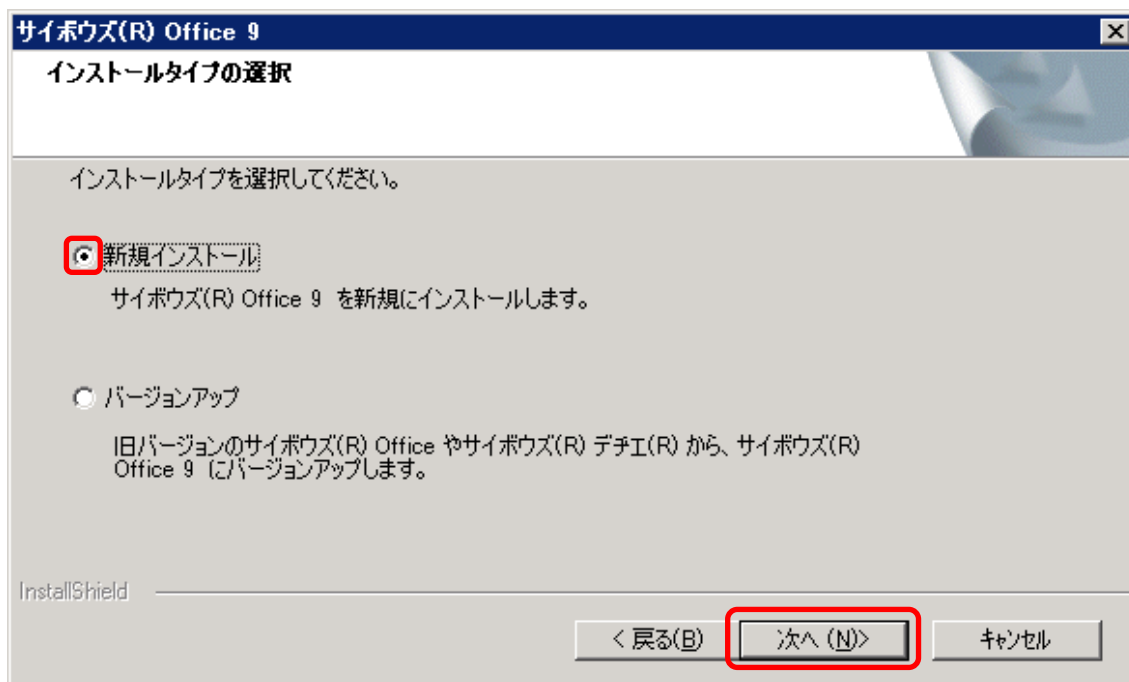 サイボウズ(R) Office 9
インストールタイプの選択
インストールタイプを選択してください。
新規インストール
サイボウズ(R) Office 9 を新規にインストールします。
バージョンアップ
旧バージョンのサイボウズ(R) Office やサイボウズ(R) デヂエ(R) から、サイボウズ(R)
Office 9 にバージョンアップします。
InstallShield
< 戻る(B)
次へ (N)>
キャンセル